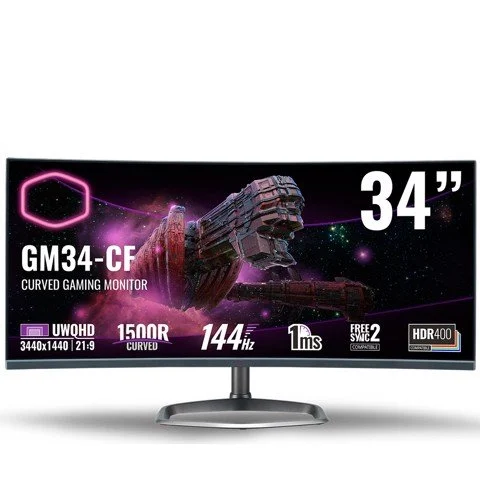 34”
GM34-CF
CURVED GAMING MONITOR
UWQHD
3440x1440 | 21:9
1500R
CURVED
144Hz
1ms
FREE
SYNC 2
COMPATIBLE
HDR400
COMPATIBLE